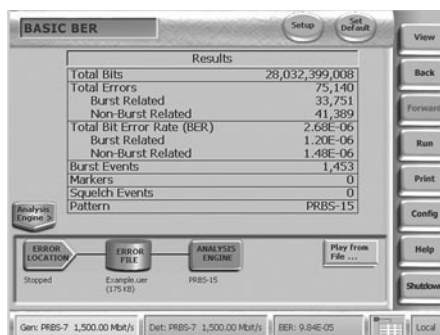 BASIC BER
Setup
Set Default
View
Back
Forward
Run
Print
Config
Help
Shutdown
Local
Results
Total Bits 28,032,399,008
Total Errors 75,140
Burst Related 33,751
Non-Burst Related 41,389
Total Bit Error Rate (BER) 2.68E-06
Burst Related 1.20E-06
Non-Burst Related 1.48E-06
Burst Events 1,453
Markers 0
Squelch Events 0
Pattern PRBS-15
Analysis Engine >
ERROR LOCATION
ERROR FILE
ANALYSIS ENGINE
Play from File ...
Stopped
Example.uer
(175 KB)
PRBS-15
Gen: PRBS-7 1,500.00 Mbit/s
Det: PRBS-7 1,500.00 Mbit/s
BER: 9.84E-05